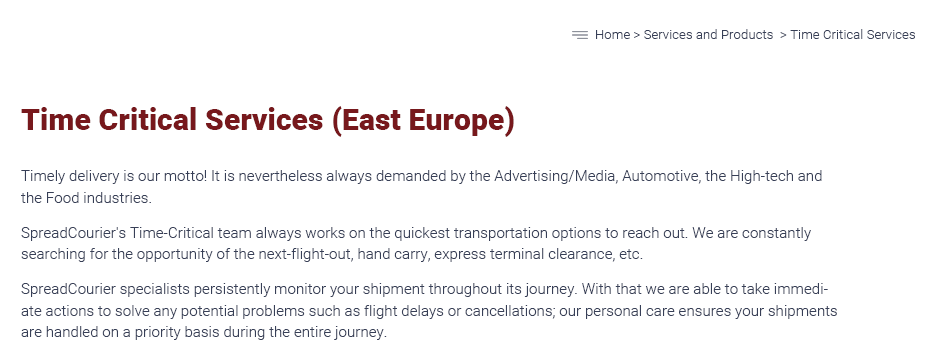 Home > Services and Products > Time Critical Services
Time Critical Services (East Europe)
Timely delivery is our motto! It is nevertheless always demanded by the Advertising/Media, Automotive, the High-tech and
the Food industries.
SpreadCourier's Time-Critical team always works on the quickest transportation options to reach out. We are constantly
searching for the opportunity of the next-flight-out, hand carry, express terminal clearance, etc.
SpreadCourier specialists persistently monitor your shipment throughout its journey. With that we are able to take immedi-
ate actions to solve any potential problems such as flight delays or cancellations; our personal care ensures your shipments
are handled on a priority basis during the entire journey.